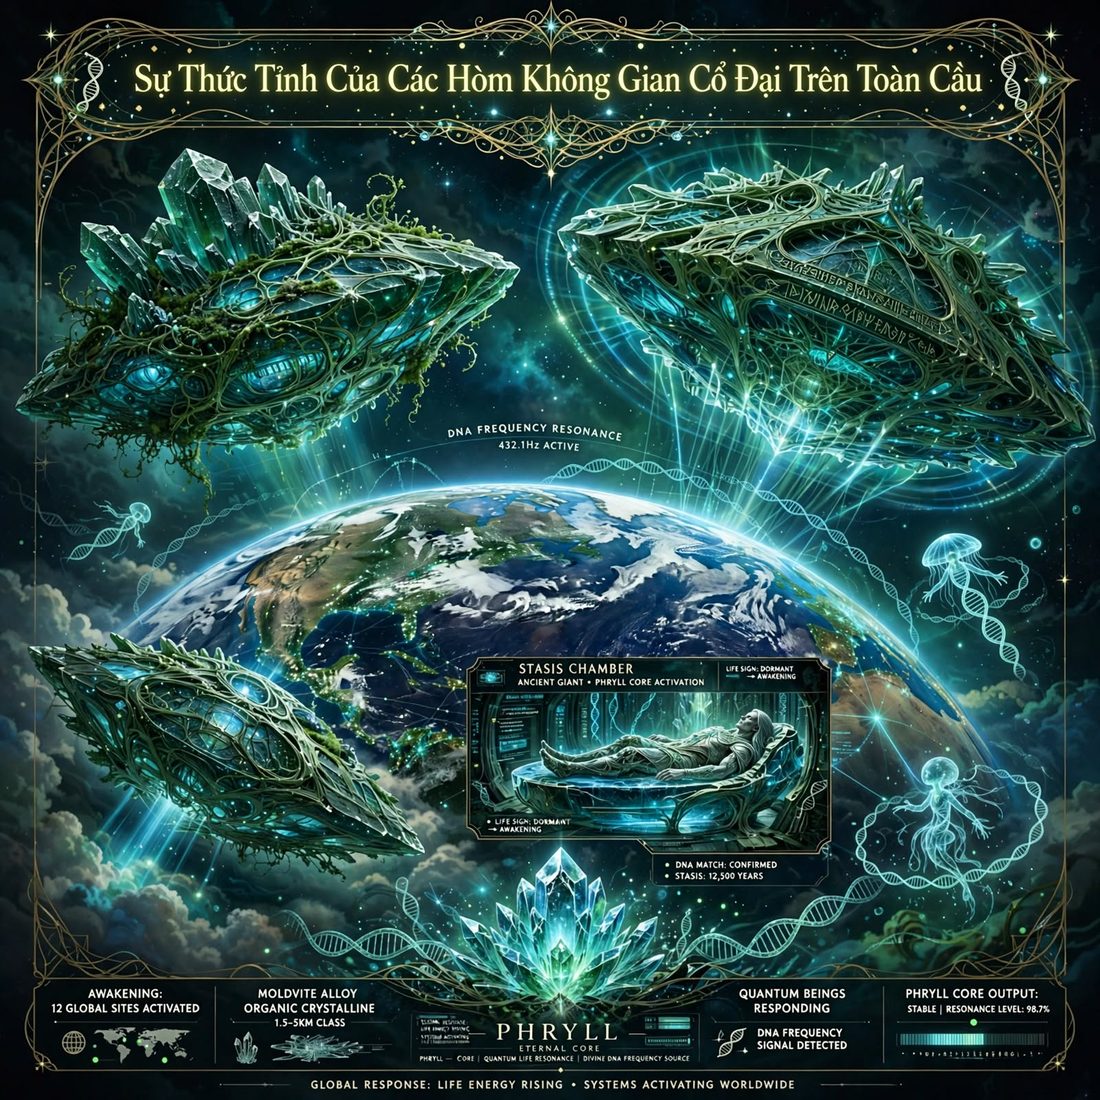 Sự Thức Tỉnh Của Các Hòm Không Gian Cổ Đại Trên Toàn Cầu
DNA FREQUENCY RESONANCE
432.1Hz ACTIVE
STASIS CHAMBER
ANCIENT GIANT • PHRYLL CORE ACTIVATION
LIFE SIGN: DORMANT
→ AWAKENING
• LIFE SIGN: DORMANT
→ AWAKENING
• DNA MATCH: CONFIRMED
• STASIS: 12,500 YEARS
AWAKENING:
12 GLOBAL SITES ACTIVATED
MOLDVITE ALLOY
ORGANIC CRYSTALLINE
1.5-5KM CLASS
PHRYLL
ETERNAL CORE
PHRYLL — CORE | QUANTUM LIFE RESONANCE | DIVINE DNA FREQUENCY SOURCE
QUANTUM BEINGS
RESPONDING
DNA FREQUENCY
SIGNAL DETECTED
PHRYLL CORE OUTPUT:
STABLE | RESONANCE LEVEL: 98.7%
GLOBAL RESPONSE: LIFE ENERGY RISING • SYSTEMS ACTIVATING WORLDWIDE